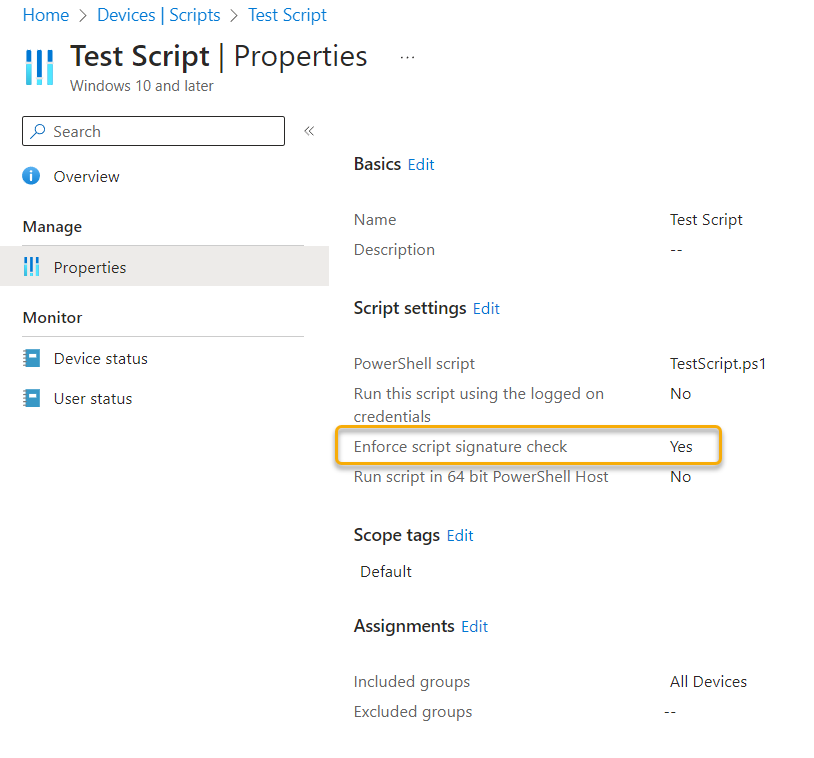 Home > Devices | Scripts > Test Script
Test Script | Properties ...
Windows 10 and later
Search «
Overview
Manage
Properties
Monitor
Device status
User status
Basics Edit
Name Test Script
Description --
Script settings Edit
PowerShell script TestScript.ps1
Run this script using the logged on No
credentials
Enforce script signature check Yes
Run script in 64 bit PowerShell Host No
Scope tags Edit
Default
Assignments Edit
Included groups All Devices
Excluded groups --